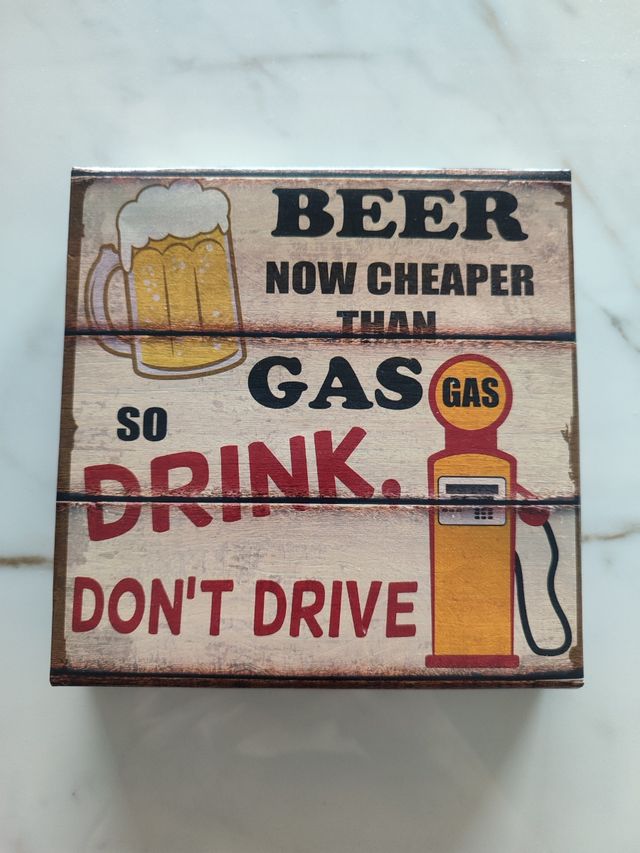 BEER
NOW CHEAPER
THAN
GAS
GAS
SO
DRINK.
DON'T DRIVE